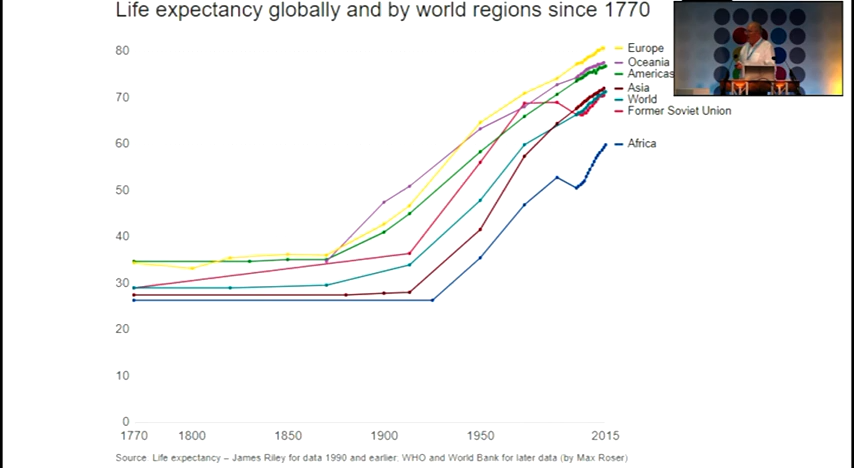 Life expectancy globally and by world regions since 1770
80
70
60
50
40
30
20
10
0
Europe
Oceania
Americas
Asia
World
Former Soviet Union
Africa
1770 1800 1850 1900 1950 2015
Source: Life expectancy – James Riley for data 1990 and earlier; WHO and World Bank for later data (by Max Roser)